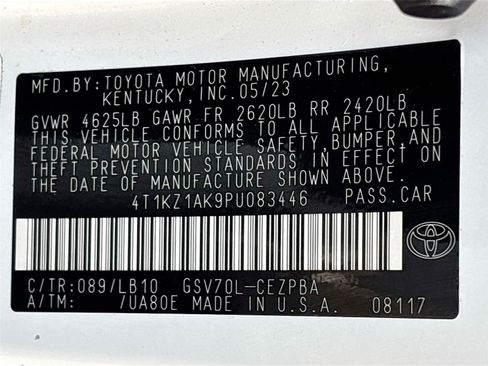 MFD.BY:TOYOTA MOTOR MANUFACTURING,
KENTUCKY,INC.05/23
GVWR 4625LB GAWR FR 2620LB RR 2420LB
THIS VEHICLE CONFORMS TO ALL APPLICABLE
FEDERAL MOTOR VEHICLE SAFETY,BUMPER,AND
THEFT PREVENTION STANDARDS IN EFFECT ON
THE DATE OF MANUFACTURE SHOWN ABOVE.
4T1KZ1AK9PU083446 PASS.CAR
C/TR:089/LB10 GSV70L-CEZPBA
A/TM: /UA80E MADE IN U.S.A. 08117